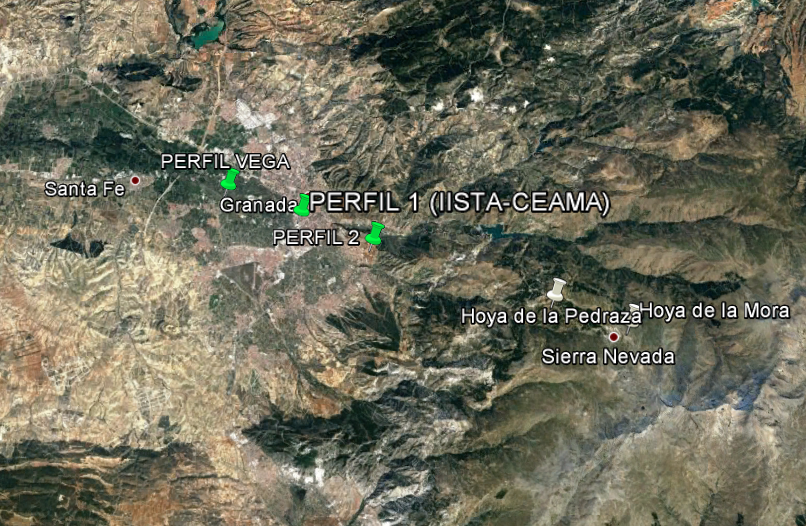 PERFIL VEGA
Santa Fe
Granada
PERFIL 1 (IISTA-CEAMA)
PERFIL 2
Hoya de la Pedraza
Hoya de la Mora
Sierra Nevada